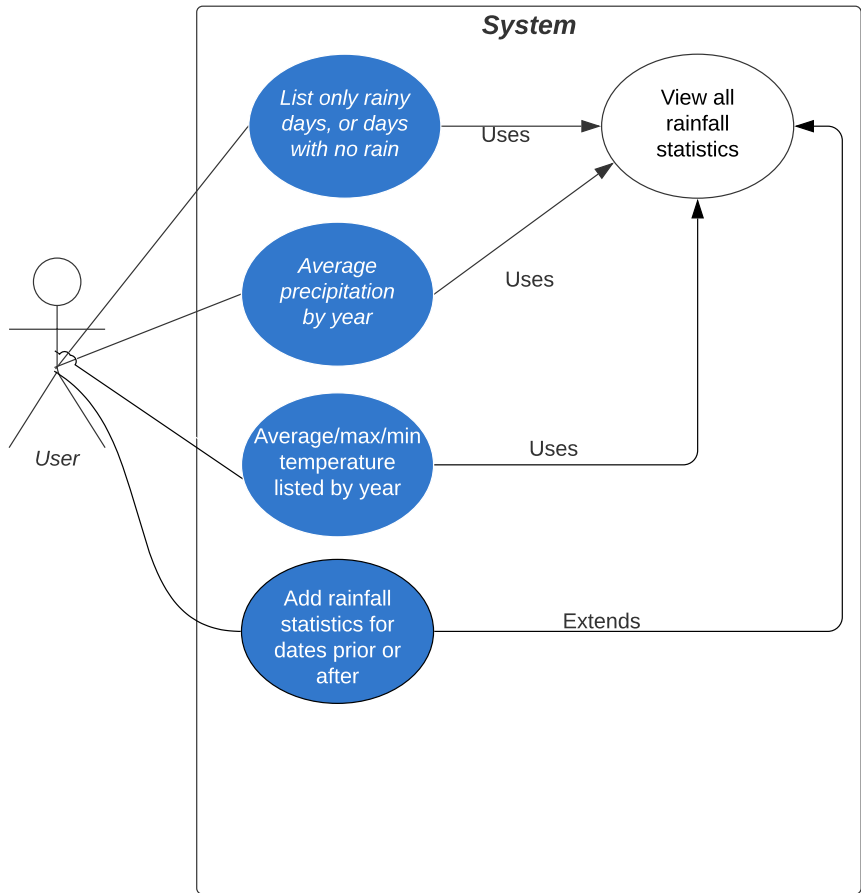 System
List only rainy
days, or days
with no rain
Uses
View all
rainfall
statistics
Average
precipitation
by year
Uses
User
Average/max/min
temperature
listed by year
Uses
Add rainfall
statistics for
dates prior or
after
Extends